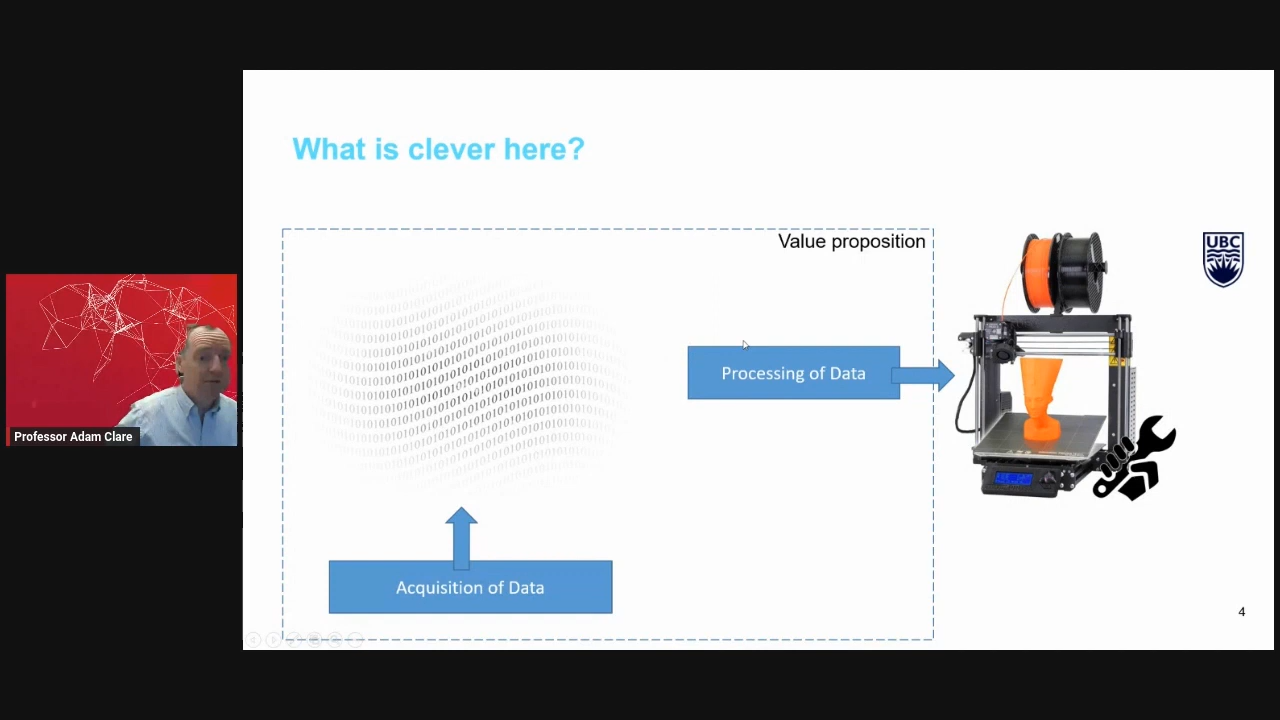 What is clever here?
Value proposition
UBC
Processing of Data
Professor Adam Clare
Acquisition of Data
4